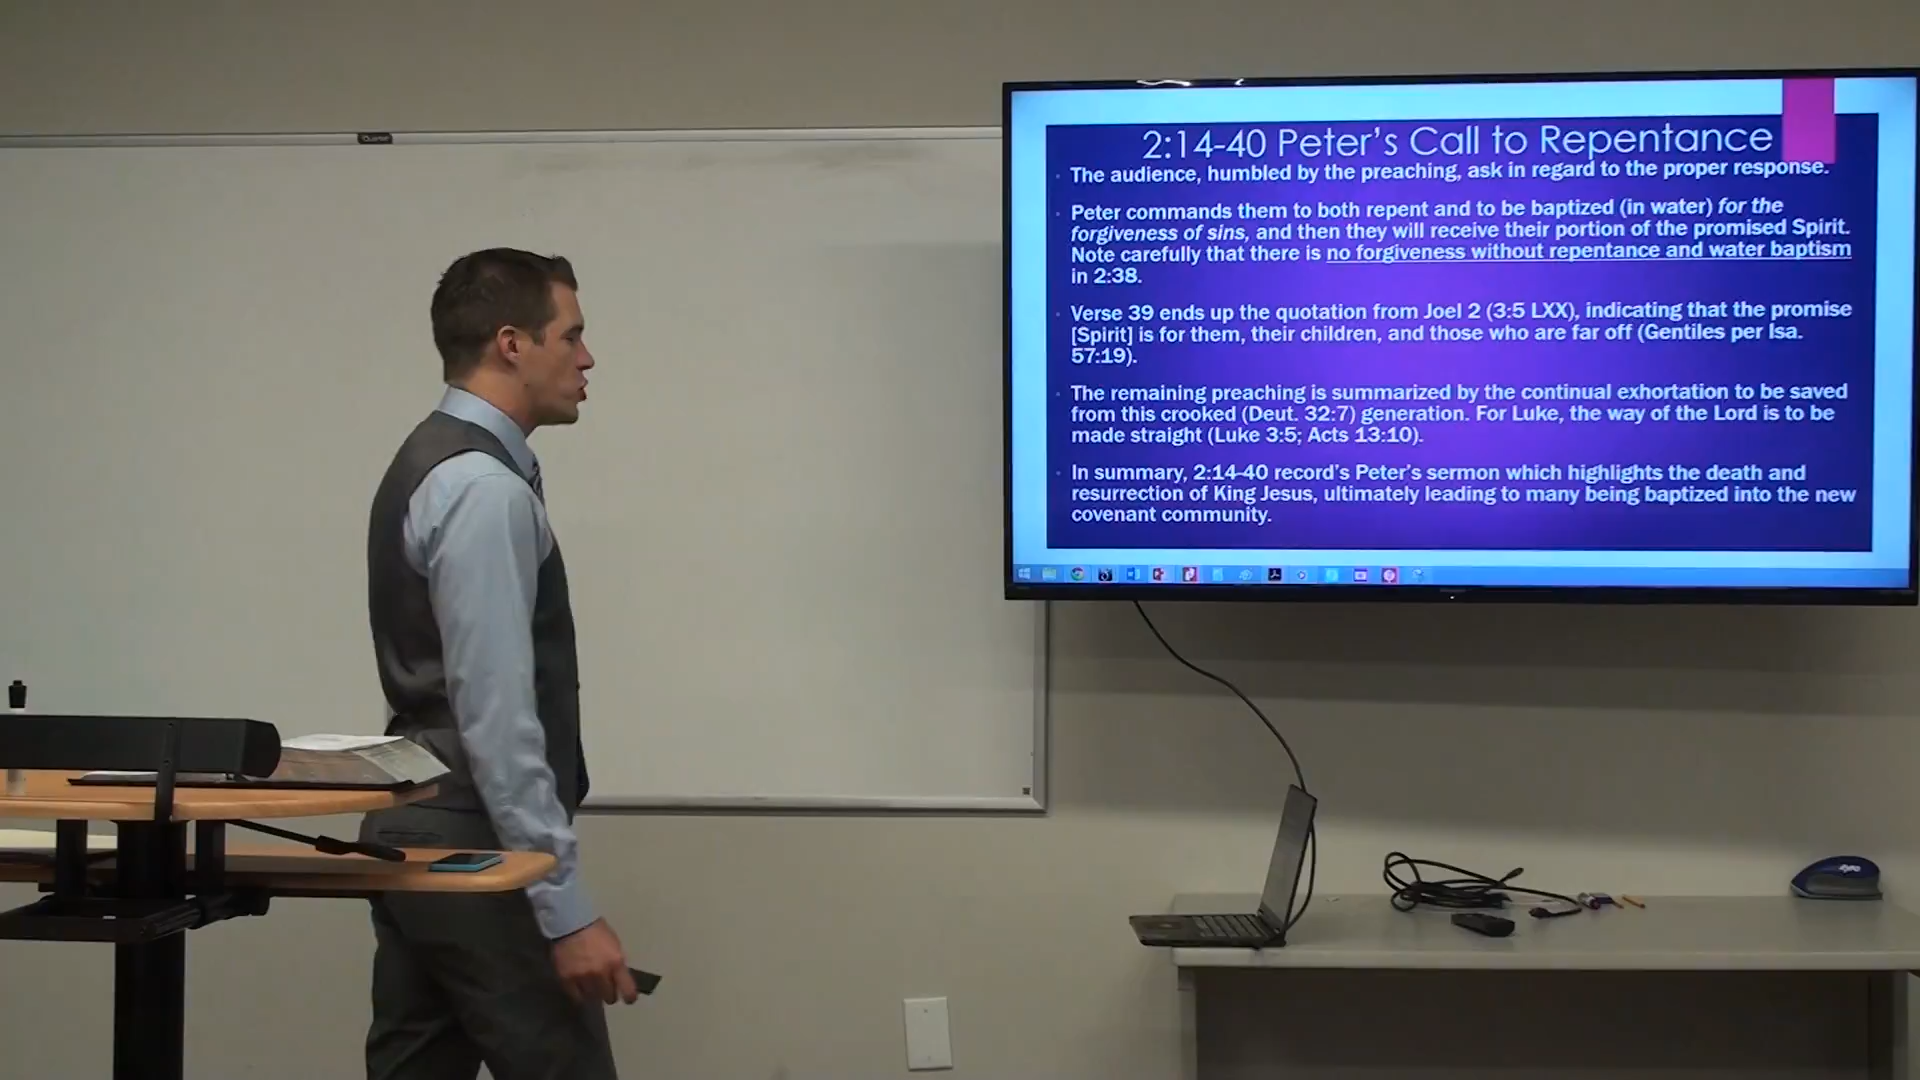 2:14-40 Peter's Call to Repentance
The audience, humbled by the preaching, ask in regard to the proper response.
Peter commands them to both repent and to be baptized (in water) for the
forgiveness of sins, and then they will receive their portion of the promised Spirit.
Note carefully that there is no forgiveness without repentance and water baptism
in 2:38.
Verse 39 ends up the quotation from Joel 2 (3:5 LXX), indicating that the promise
[Spirit] is for them, their children, and those who are far off (Gentiles per Isa.
57:19).
The remaining preaching is summarized by the continual exhortation to be saved
from this crooked (Deut. 32:7) generation. For Luke, the way of the Lord is to be
made straight (Luke 3:5; Acts 13:10).
In summary, 2:14-40 record's Peter's sermon which highlights the death and
resurrection of King Jesus, ultimately leading to many being baptized into the new
covenant community.
Quartet